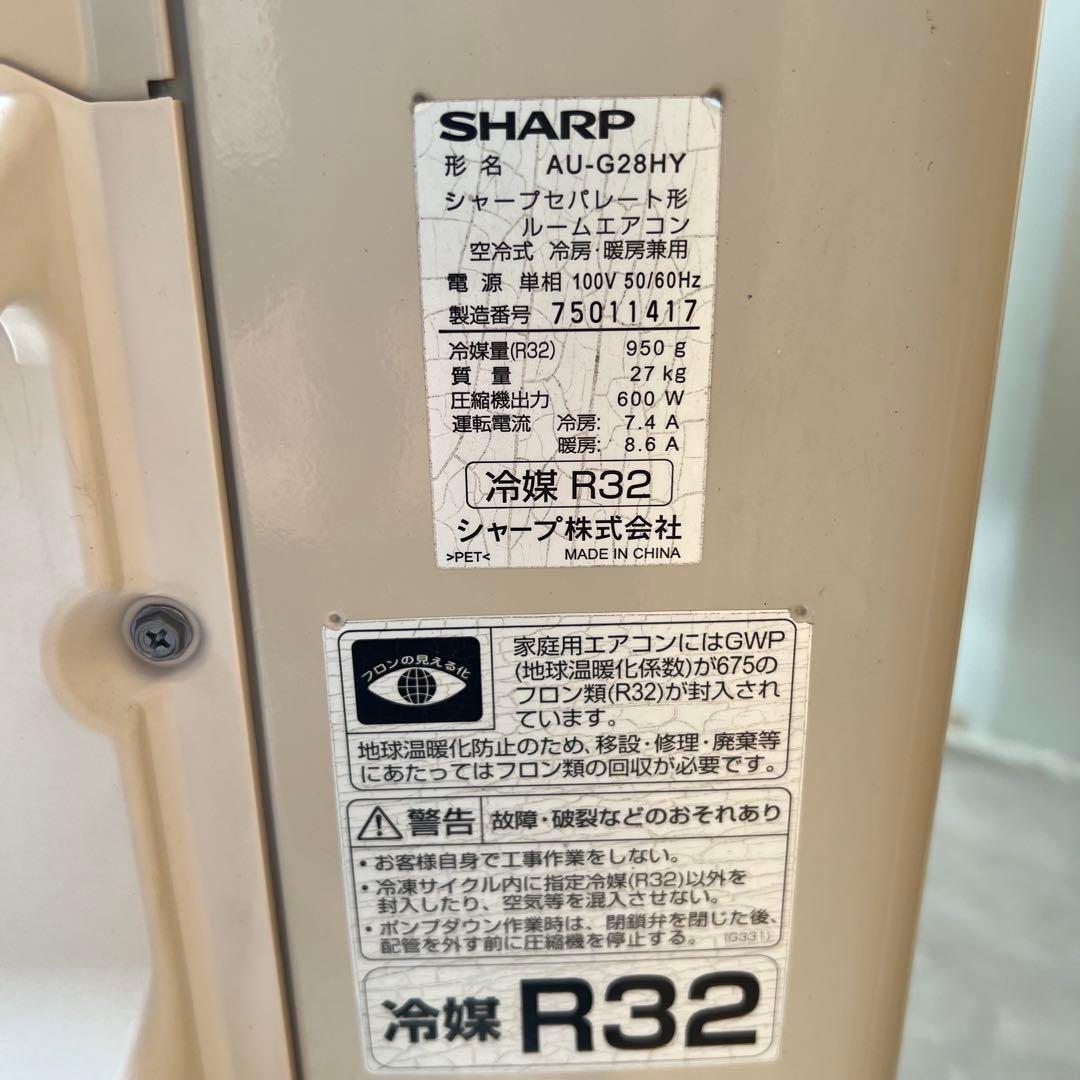 SHARP
形名 AU-G28HY
シャープセパレート形
ルームエアコン
空冷式 冷房・暖房兼用
電源 単相 100V 50/60Hz
製造番号 75011417
冷媒量(R32) 950 g
質量 27 kg
圧縮機出力 600 W
運転電流 冷房: 7.4 A
暖房: 8.6 A
冷媒 R32
シャープ株式会社
>PET< MADE IN CHINA
フロンの見える化
家庭用エアコンにはGWP
(地球温暖化係数)が675の
フロン類(R32)が封入され
ています。
地球温暖化防止のため、移設・修理・廃棄等
にあたってはフロン類の回収が必要です。
警告 故障・破裂などのおそれあり
・お客様自身で工事作業をしない。
・冷凍サイクル内に指定冷媒(R32)以外を
封入したり、空気等を混入させない。
・ポンプダウン作業時は、閉鎖弁を閉じた後、
配管を外す前に圧縮機を停止する。 (G331)
冷媒 R32